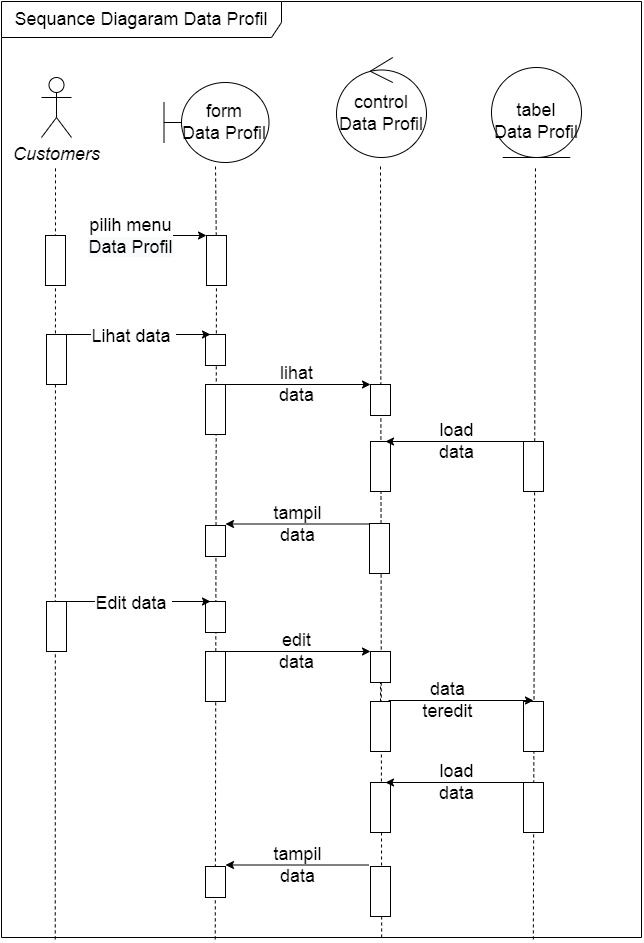 Sequance Diagaram Data Profil
Customers
form
Data Profil
control
Data Profil
tabel
Data Profil
pilih menu
Data Profil
Lihat data
lihat
data
load
data
tampil
data
Edit data
edit
data
data
teredit
load
data
tampil
data